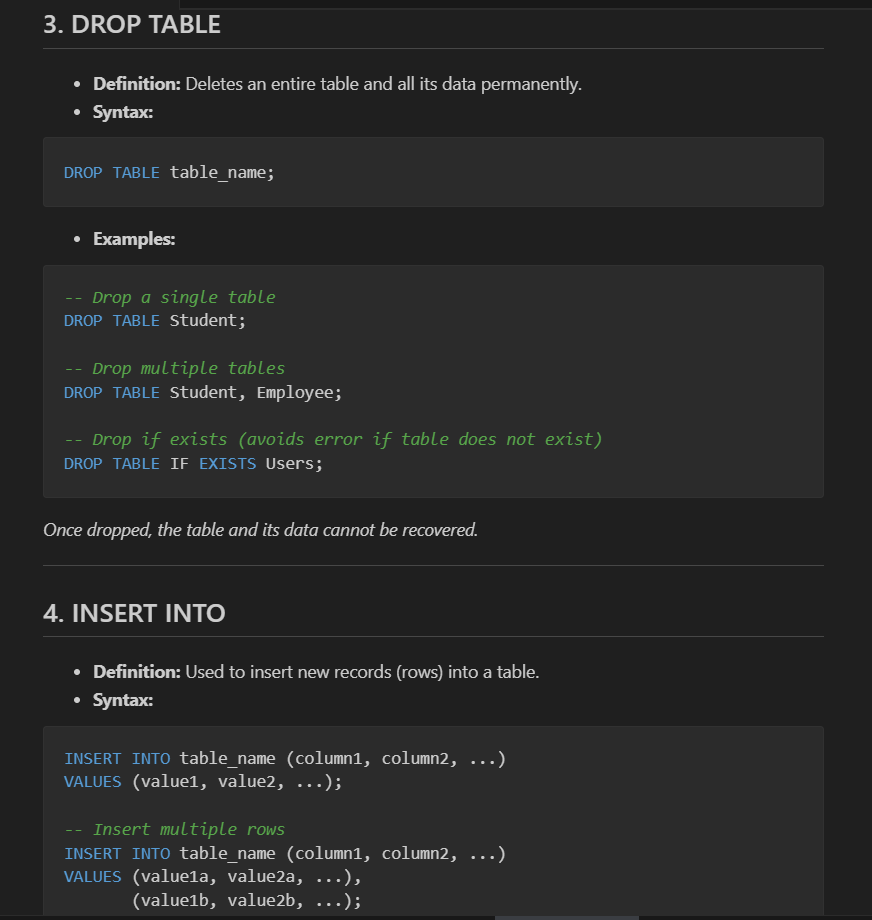 3. DROP TABLE
• Definition: Deletes an entire table and all its data permanently.
• Syntax:
DROP TABLE table_name;
• Examples:
-- Drop a single table
DROP TABLE Student;
-- Drop multiple tables
DROP TABLE Student, Employee;
-- Drop if exists (avoids error if table does not exist)
DROP TABLE IF EXISTS Users;
Once dropped, the table and its data cannot be recovered.
4. INSERT INTO
• Definition: Used to insert new records (rows) into a table.
• Syntax:
INSERT INTO table_name (column1, column2, ...)
VALUES (value1, value2, ...);
-- Insert multiple rows
INSERT INTO table_name (column1, column2, ...)
VALUES (value1a, value2a, ...),
       (value1b, value2b, ...);